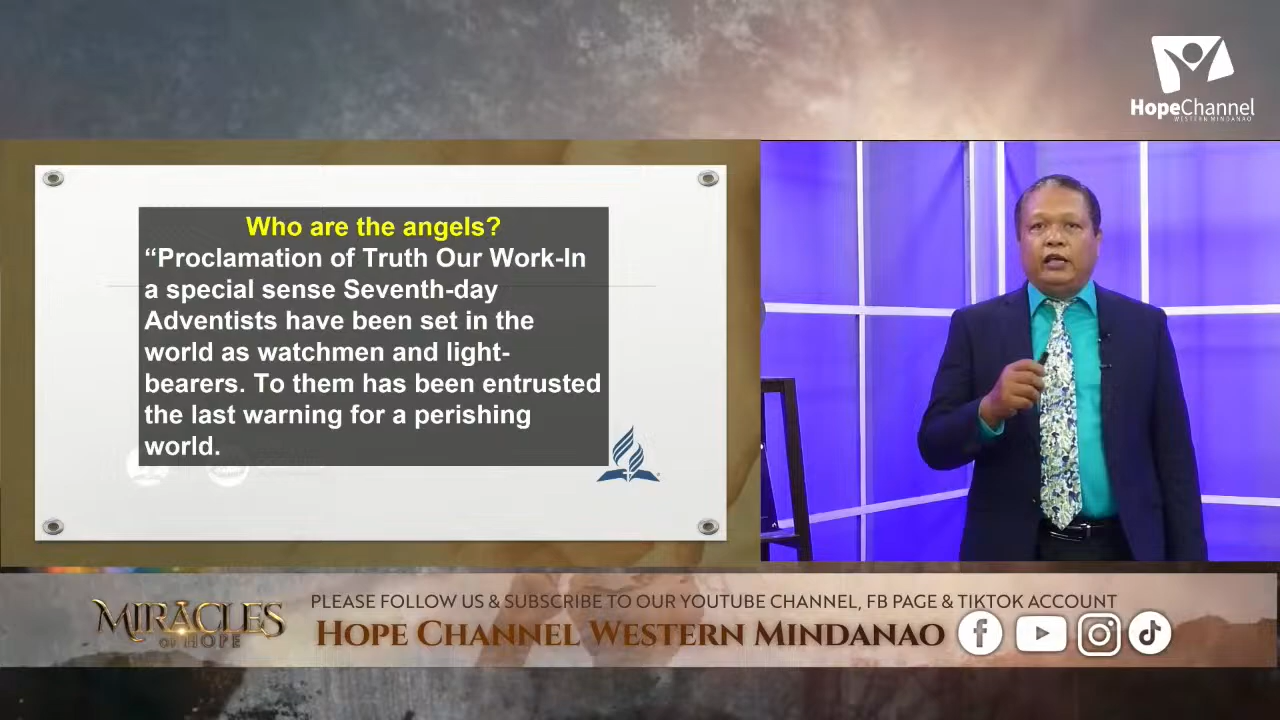 HopeChannel
WESTERN MINDANAO
Who are the angels?
“Proclamation of Truth Our Work-In
a special sense Seventh-day
Adventists have been set in the
world as watchmen and light-
bearers. To them has been entrusted
the last warning for a perishing
world.
MIRACLES
OF HOPE
PLEASE FOLLOW US & SUBSCRIBE TO OUR YOUTUBE CHANNEL, FB PAGE & TIKTOK ACCOUNT
HOPE CHANNEL WESTERN MINDANAO